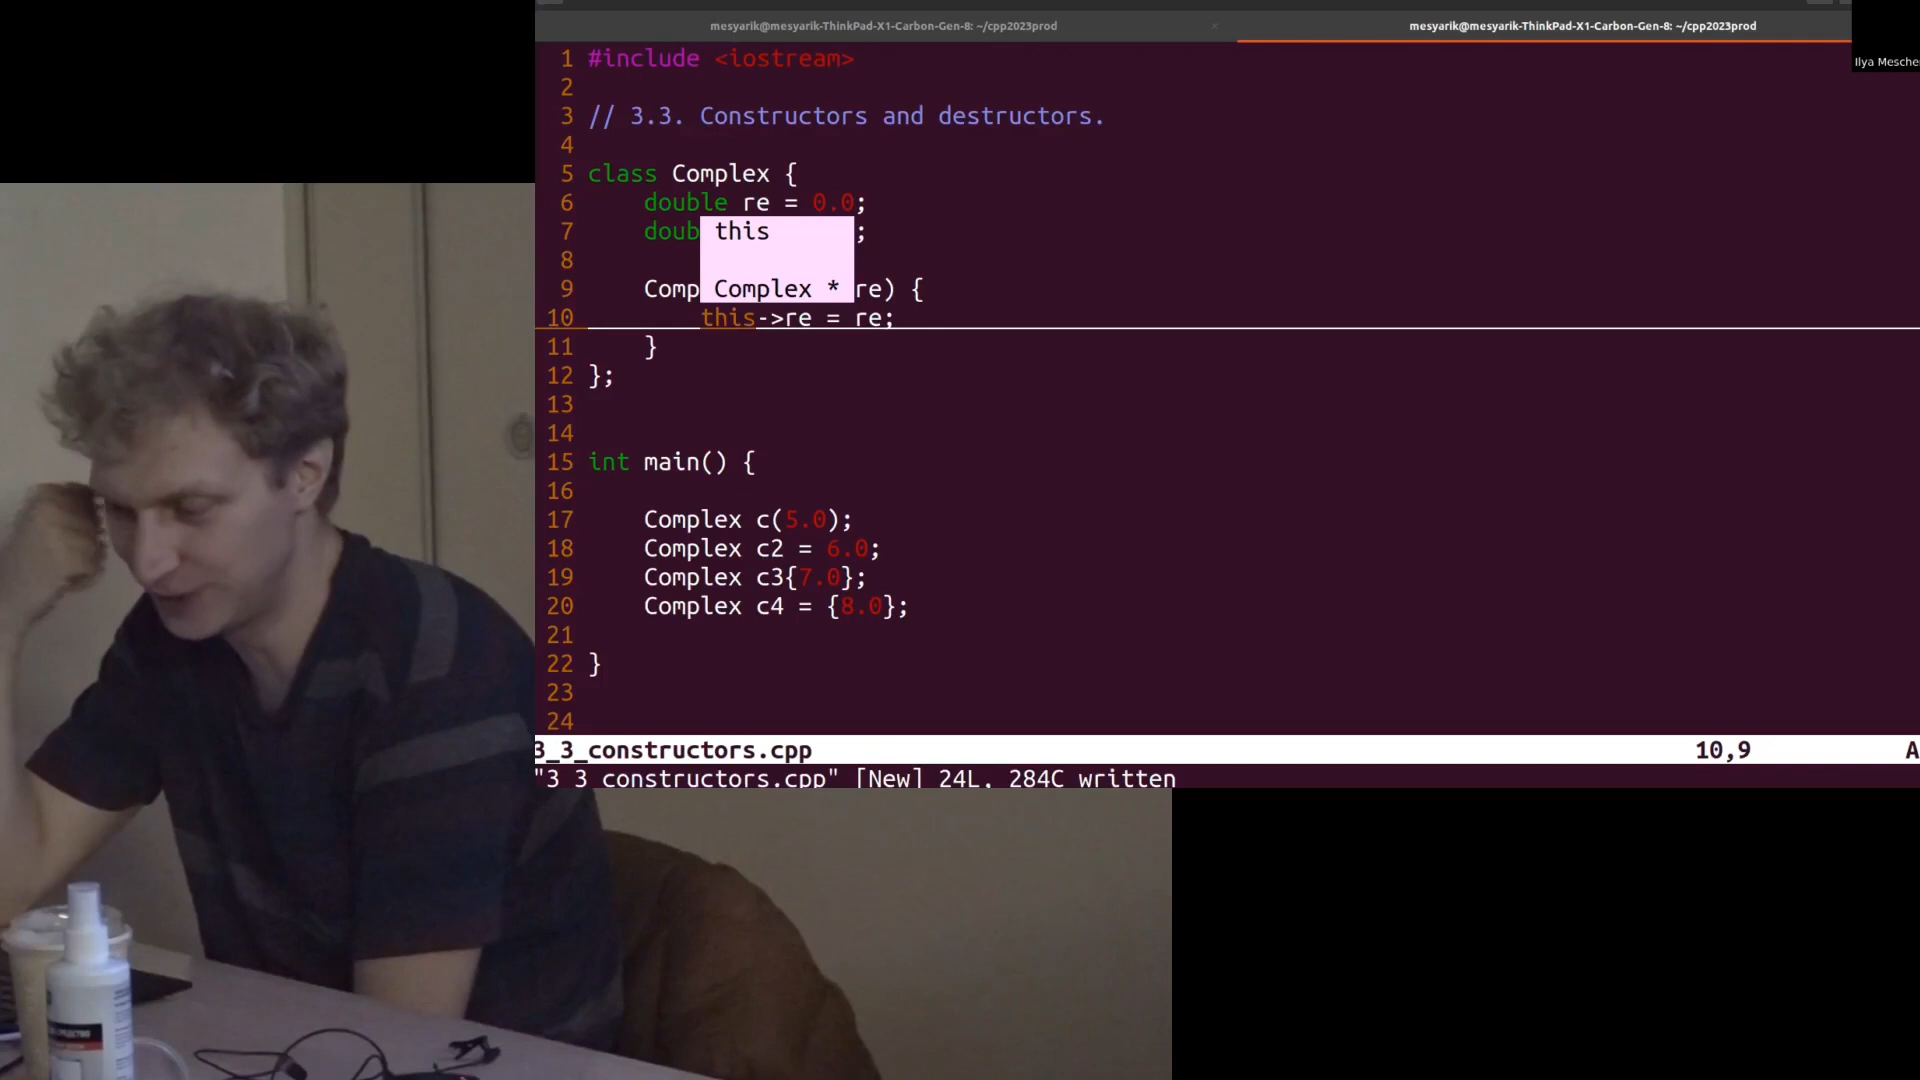 mesyarik@mesyarik-ThinkPad-X1-Carbon-Gen-8: ~/cpp2023prod
mesyarik@mesyarik-ThinkPad-X1-Carbon-Gen-8: ~/cpp2023prod
Ilya Mesche
1 #include <iostream>
2
3 // 3.3. Constructors and destructors.
4
5 class Complex {
6     double re = 0.0;
7     doub this ;
8
9     Comp Complex * re) {
10         this->re = re;
11     }
12 };
13
14
15 int main() {
16
17     Complex c(5.0);
18     Complex c2 = 6.0;
19     Complex c3{7.0};
20     Complex c4 = {8.0};
21
22 }
23
24
3_3_constructors.cpp 10,9 A
"3_3_constructors.cpp" [New] 24L, 284C written